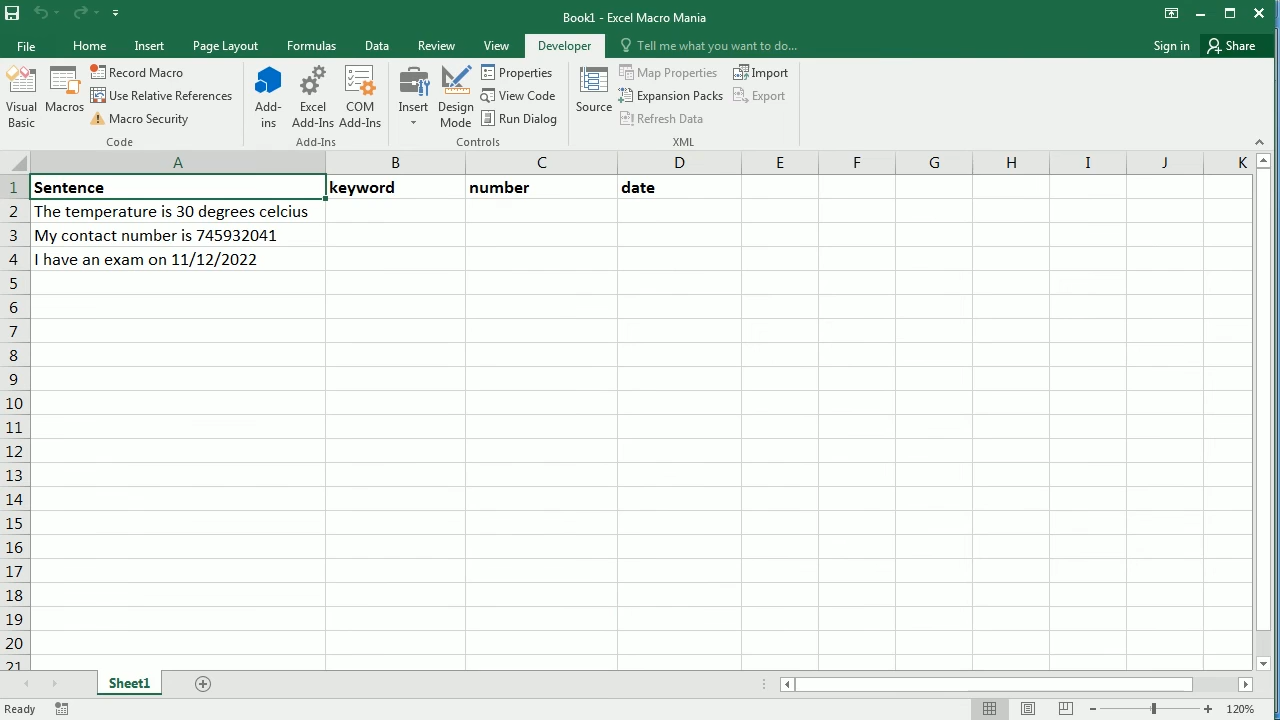 Book1 - Excel Macro Mania
File Home Insert Page Layout Formulas Data Review View Developer Tell me what you want to do... Sign in Share
Visual Basic
Macros
Record Macro
Use Relative References
Macro Security
Code
Add-ins
Excel Add-Ins
COM Add-Ins
Add-Ins
Insert
Design Mode
Properties
View Code
Run Dialog
Controls
Source
Map Properties
Expansion Packs
Refresh Data
Import
Export
XML
A B C D E F G H I J K
1 Sentence keyword number date
2 The temperature is 30 degrees celcius
3 My contact number is 745932041
4 I have an exam on 11/12/2022
5
6
7
8
9
10
11
12
13
14
15
16
17
18
19
20
21
Sheet1
Ready 120%